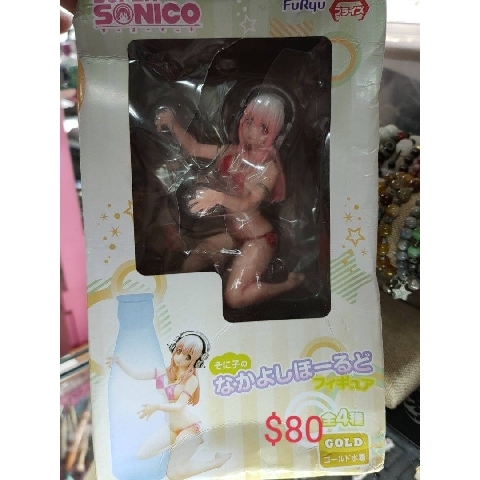 SUPER
SONICO
FuRyu
プライズ
そに子の
なかよしほーるど
フィギュア
全4種
$80
GOLD
ゴールド水着